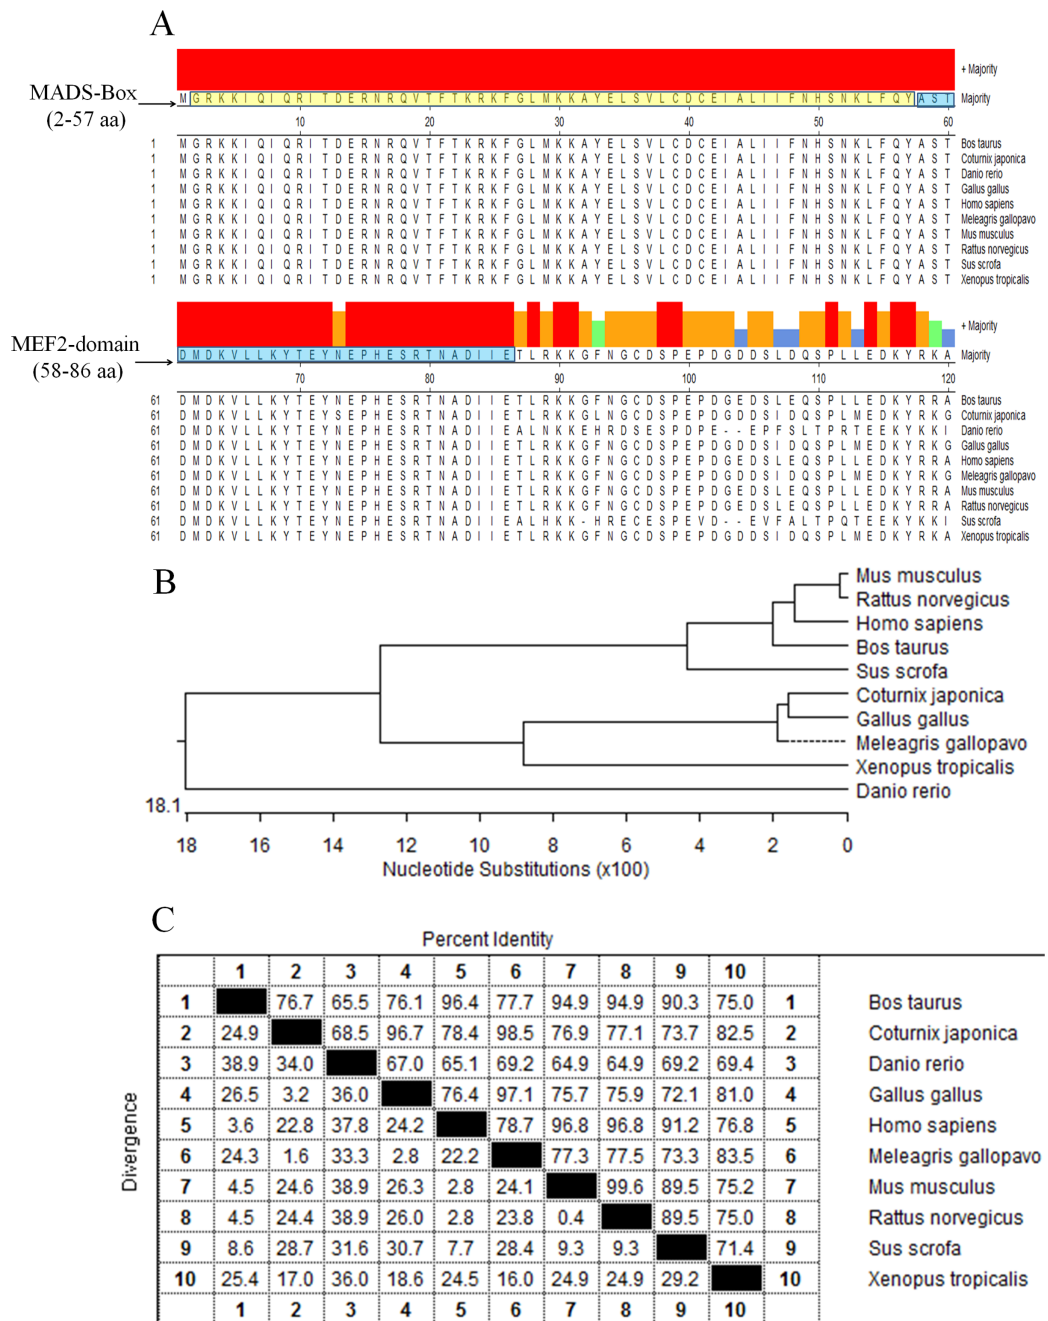 A
+ Majority
MADS-Box
(2-57 aa)
M G R K K I Q I Q R I T D E R N R Q V T F T K R K F G L M K K A Y E L S V L C D C E I A L I I F N H S N K L F Q Y A S T Majority
10 20 30 40 50 60
1 M G R K K I Q I Q R I T D E R N R Q V T F T K R K F G L M K K A Y E L S V L C D C E I A L I I F N H S N K L F Q Y A S T Bos taurus
1 M G R K K I Q I Q R I T D E R N R Q V T F T K R K F G L M K K A Y E L S V L C D C E I A L I I F N H S N K L F Q Y A S T Coturnix japonica
1 M G R K K I Q I Q R I T D E R N R Q V T F T K R K F G L M K K A Y E L S V L C D C E I A L I I F N H S N K L F Q Y A S T Danio rerio
1 M G R K K I Q I Q R I T D E R N R Q V T F T K R K F G L M K K A Y E L S V L C D C E I A L I I F N H S N K L F Q Y A S T Gallus gallus
1 M G R K K I Q I Q R I T D E R N R Q V T F T K R K F G L M K K A Y E L S V L C D C E I A L I I F N H S N K L F Q Y A S T Homo sapiens
1 M G R K K I Q I Q R I T D E R N R Q V T F T K R K F G L M K K A Y E L S V L C D C E I A L I I F N H S N K L F Q Y A S T Meleagris gallopavo
1 M G R K K I Q I Q R I T D E R N R Q V T F T K R K F G L M K K A Y E L S V L C D C E I A L I I F N H S N K L F Q Y A S T Mus musculus
1 M G R K K I Q I Q R I T D E R N R Q V T F T K R K F G L M K K A Y E L S V L C D C E I A L I I F N H S N K L F Q Y A S T Rattus norvegicus
1 M G R K K I Q I Q R I T D E R N R Q V T F T K R K F G L M K K A Y E L S V L C D C E I A L I I F N H S N K L F Q Y A S T Sus scrofa
1 M G R K K I Q I Q R I T D E R N R Q V T F T K R K F G L M K K A Y E L S V L C D C E I A L I I F N H S N K L F Q Y A S T Xenopus tropicalis
+ Majority
MEF2-domain
(58-86 aa)
D M D K V L L K Y T E Y N E P H E S R T N A D I I E T L R K K G F N G C D S P E P D G D D S L D Q S P L L E D K Y R K A Majority
70 80 90 100 110 120
61 D M D K V L L K Y T E Y N E P H E S R T N A D I I E T L R K K G F N G C D S P E P D G E D S L E Q S P L L E D K Y R R A Bos taurus
61 D M D K V L L K Y T E Y S E P H E S R T N A D I I E T L R K K G L N G C D S P E P D G D D S I D Q S P L M E D K Y R K G Coturnix japonica
61 D M D K V L L K Y T E Y N E P H E S R T N A D I I E A L N K K E H R D S E S P D P E - - E P F S L T P R T E E K Y K K I Danio rerio
61 D M D K V L L K Y T E Y N E P H E S R T N A D I I E T L R K K G F N G C D S P E P D G D D S I D Q S P L M E D K Y R K G Gallus gallus
61 D M D K V L L K Y T E Y N E P H E S R T N A D I I E T L R K K G F N G C D S P E P D G E D S L E Q S P L L E D K Y R R A Homo sapiens
61 D M D K V L L K Y T E Y N E P H E S R T N A D I I E T L R K K G F N G C D S P E P D G D D S I D Q S P L M E D K Y R K G Meleagris gallopavo
61 D M D K V L L K Y T E Y N E P H E S R T N A D I I E T L R K K G F N G C D S P E P D G E D S L E Q S P L L E D K Y R R A Mus musculus
61 D M D K V L L K Y T E Y N E P H E S R T N A D I I E T L R K K G F N G C D S P E P D G E D S L E Q S P L L E D K Y R R A Rattus norvegicus
61 D M D K V L L K Y T E Y N E P H E S R T N A D I I E A L H K K - H R E C E S P E V D - - E V F A L T P Q T E E K Y K K I Sus scrofa
61 D M D K V L L K Y T E Y N E P H E S R T N A D I I E T L R K K G F N G C D S P E P D G D D S I D Q S P L M E D K Y R K A Xenopus tropicalis
B
Mus musculus
Rattus norvegicus
Homo sapiens
Bos taurus
Sus scrofa
Coturnix japonica
Gallus gallus
Meleagris gallopavo
Xenopus tropicalis
Danio rerio
18.1
18 16 14 12 10 8 6 4 2 0
Nucleotide Substitutions (x100)
C
Percent Identity
Divergence
1 2 3 4 5 6 7 8 9 10
1 76.7 65.5 76.1 96.4 77.7 94.9 94.9 90.3 75.0 1 Bos taurus
2 24.9 68.5 96.7 78.4 98.5 76.9 77.1 73.7 82.5 2 Coturnix japonica
3 38.9 34.0 67.0 65.1 69.2 64.9 64.9 69.2 69.4 3 Danio rerio
4 26.5 3.2 36.0 76.4 97.1 75.7 75.9 72.1 81.0 4 Gallus gallus
5 3.6 22.8 37.8 24.2 78.7 96.8 96.8 91.2 76.8 5 Homo sapiens
6 24.3 1.6 33.3 2.8 22.2 77.3 77.5 73.3 83.5 6 Meleagris gallopavo
7 4.5 24.6 38.9 26.3 2.8 24.1 99.6 89.5 75.2 7 Mus musculus
8 4.5 24.4 38.9 26.0 2.8 23.8 0.4 89.5 75.0 8 Rattus norvegicus
9 8.6 28.7 31.6 30.7 7.7 28.4 9.3 9.3 71.4 9 Sus scrofa
10 25.4 17.0 36.0 18.6 24.5 16.0 24.9 24.9 29.2 10 Xenopus tropicalis
1 2 3 4 5 6 7 8 9 10